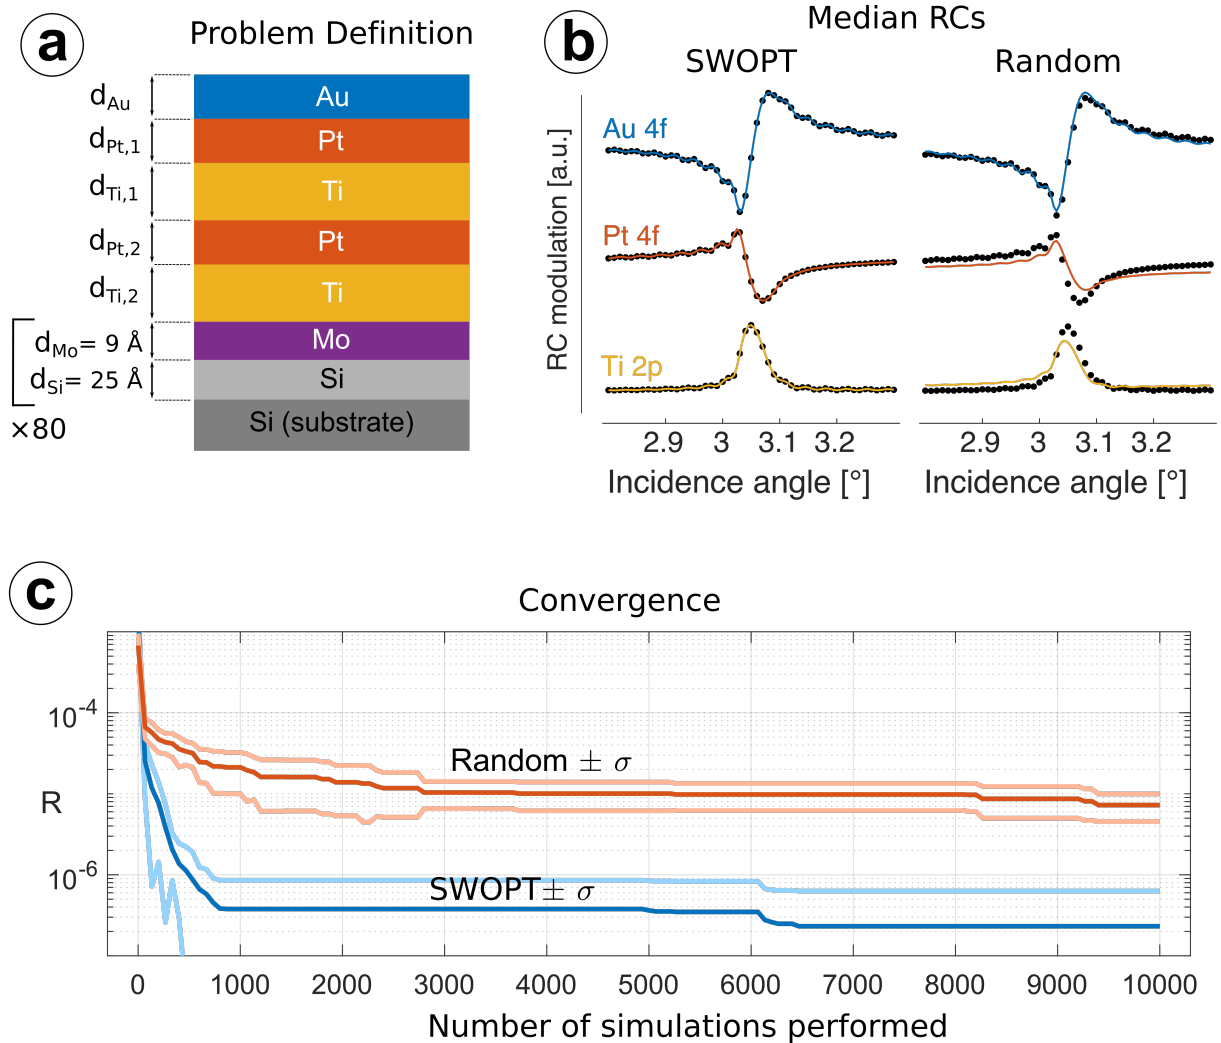 a
Problem Definition
d_Au
Au
d_Pt,1
Pt
d_Ti,1
Ti
d_Pt,2
Pt
d_Ti,2
Ti
d_Mo= 9 Å
Mo
d_Si= 25 Å
Si
×80
Si (substrate)
b
Median RCs
SWOPT
Random
RC modulation [a.u.]
Au 4f
Pt 4f
Ti 2p
2.9 3 3.1 3.2
2.9 3 3.1 3.2
Incidence angle [°]
Incidence angle [°]
c
Convergence
R
10^-4
10^-6
Random ± σ
SWOPT± σ
0 1000 2000 3000 4000 5000 6000 7000 8000 9000 10000
Number of simulations performed